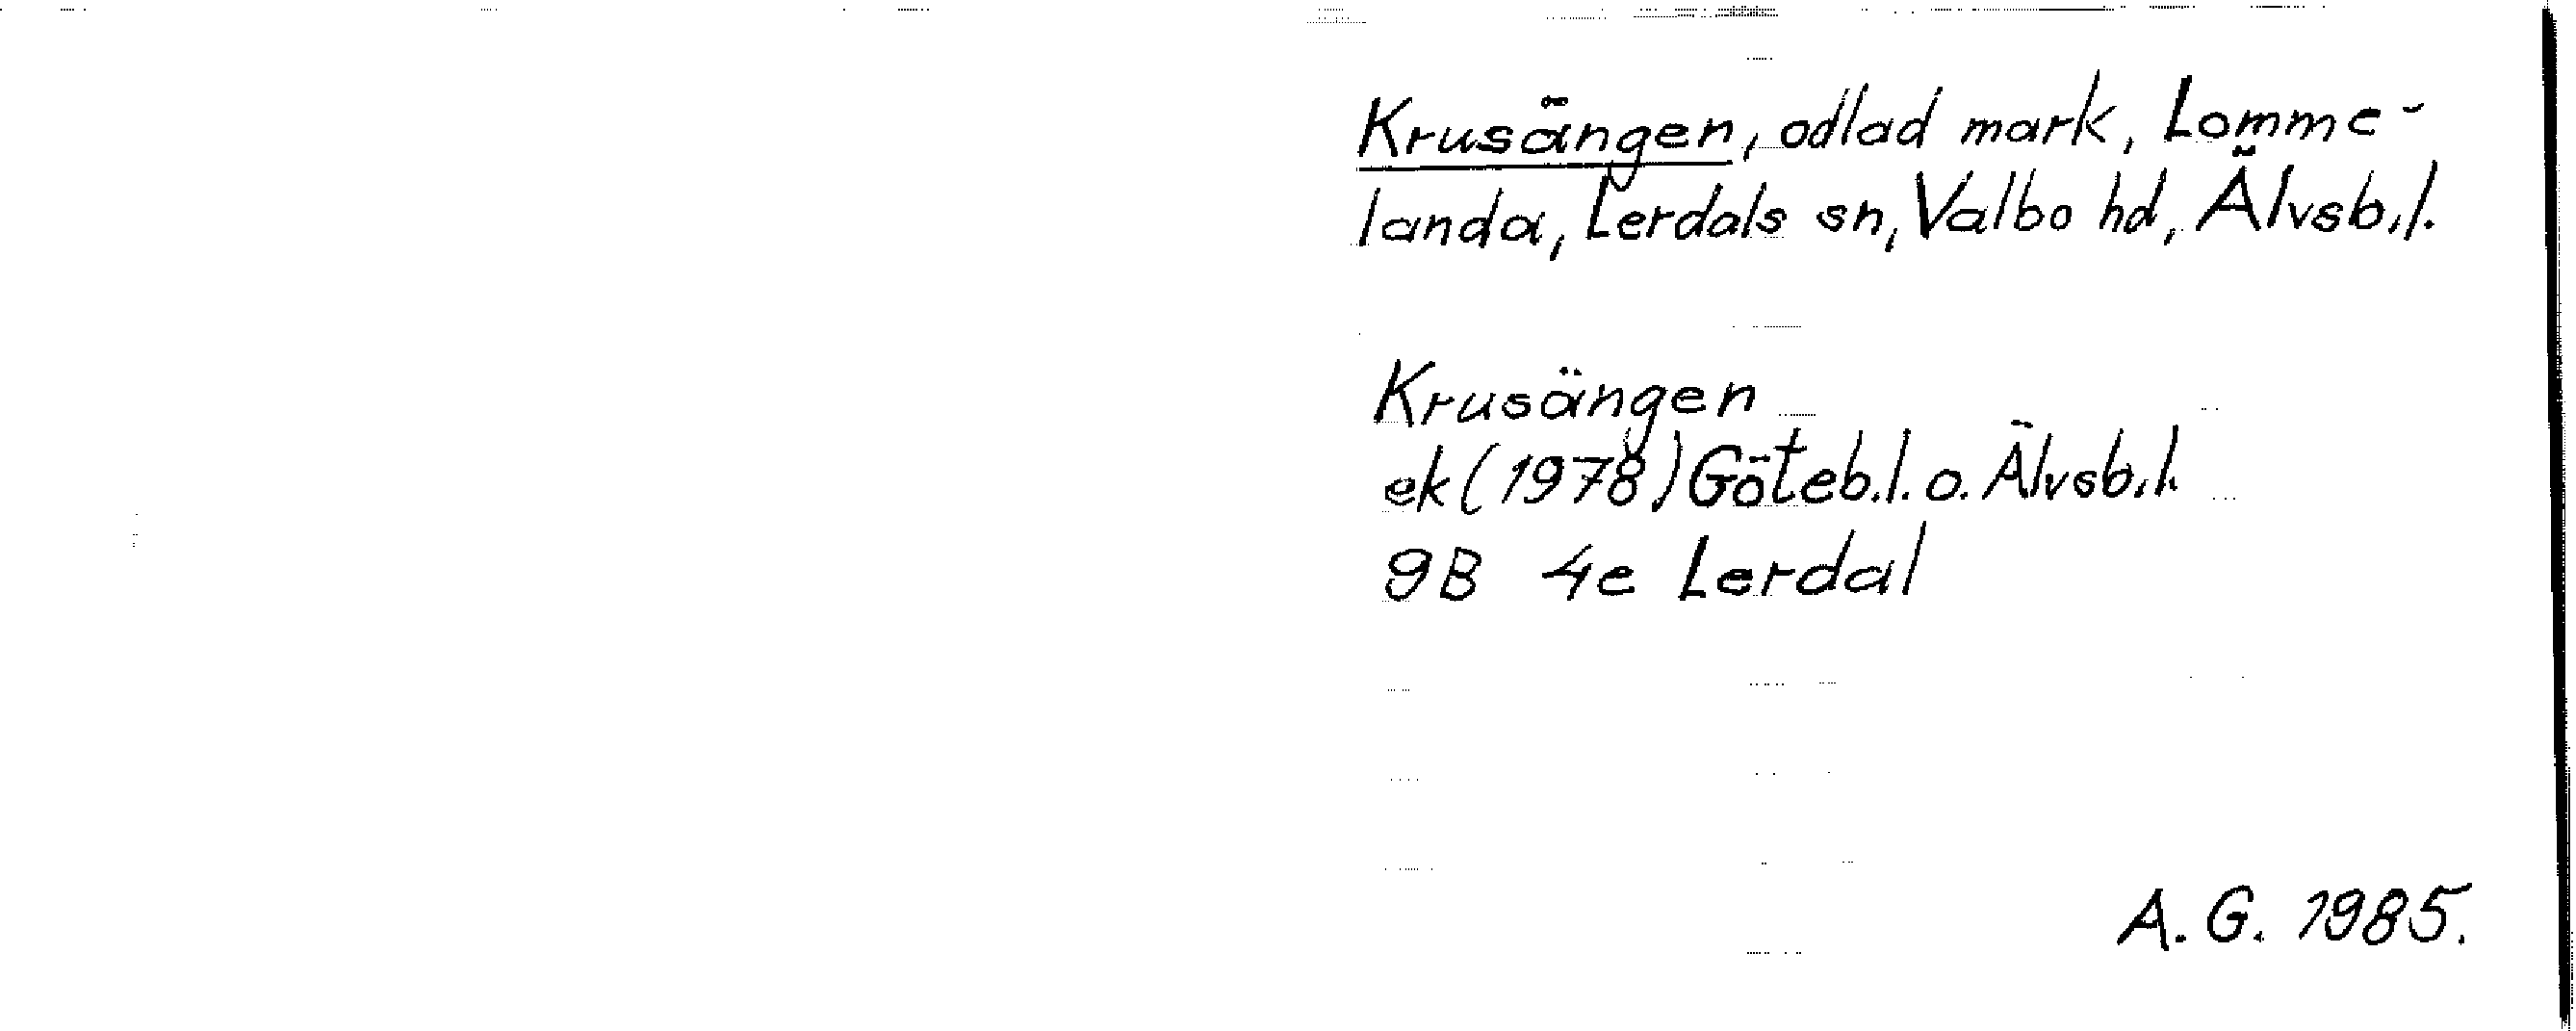 Krusängen, odlad mark, Lomme-
landa, Lerdals sn, Valbo hd, Älvsb.l.
Krusängen
ek (1978) Göteb.l. o. Älvsb.l.
9B 4e Lerdal
A. G. 1985.